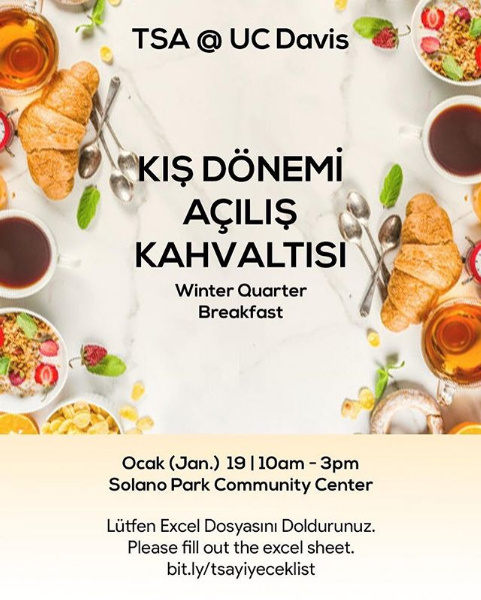 TSA @ UC Davis
KIŞ DÖNEMİ
AÇILIŞ
KAHVALTISI
Winter Quarter
Breakfast
Ocak (Jan.) 19 | 10am - 3pm
Solano Park Community Center
Lütfen Excel Dosyasını Doldurunuz.
Please fill out the excel sheet.
bit.ly/tsayiyeceklist